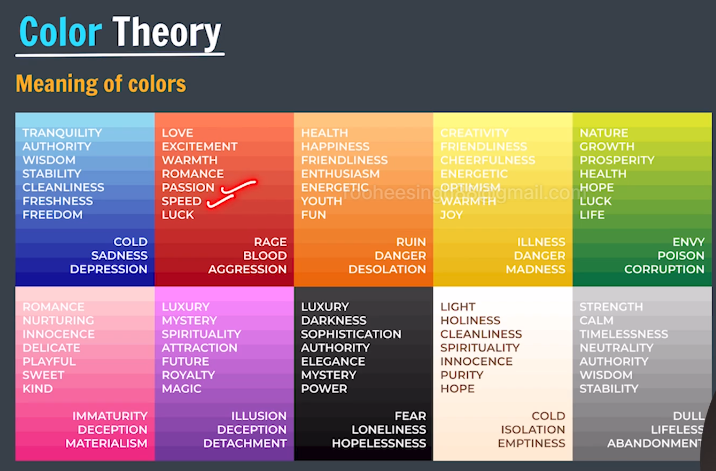 Color Theory
Meaning of colors
TRANQUILITY
AUTHORITY
WISDOM
STABILITY
CLEANLINESS
FRESHNESS
FREEDOM
COLD
SADNESS
DEPRESSION
LOVE
EXCITEMENT
WARMTH
ROMANCE
PASSION
SPEED
LUCK
RAGE
BLOOD
AGGRESSION
HEALTH
HAPPINESS
FRIENDLINESS
ENTHUSIASM
ENERGETIC
YOUTH
FUN
RUIN
DANGER
DESOLATION
CREATIVITY
FRIENDLINESS
CHEERFULNESS
ENERGETIC
OPTIMISM
WARMTH
JOY
ILLNESS
DANGER
MADNESS
NATURE
GROWTH
PROSPERITY
HEALTH
HOPE
LUCK
LIFE
ENVY
POISON
CORRUPTION
ROMANCE
NURTURING
INNOCENCE
DELICATE
PLAYFUL
SWEET
KIND
IMMATURITY
DECEPTION
MATERIALISM
LUXURY
MYSTERY
SPIRITUALITY
ATTRACTION
FUTURE
ROYALTY
MAGIC
ILLUSION
DECEPTION
DETACHMENT
LUXURY
DARKNESS
SOPHISTICATION
AUTHORITY
ELEGANCE
MYSTERY
POWER
FEAR
LONELINESS
HOPELESSNESS
LIGHT
HOLINESS
CLEANLINESS
SPIRITUALITY
INNOCENCE
PURITY
HOPE
COLD
ISOLATION
EMPTINESS
STRENGTH
CALM
TIMELESSNESS
NEUTRALITY
AUTHORITY
WISDOM
STABILITY
DULL
LIFELESS
ABANDONMENT